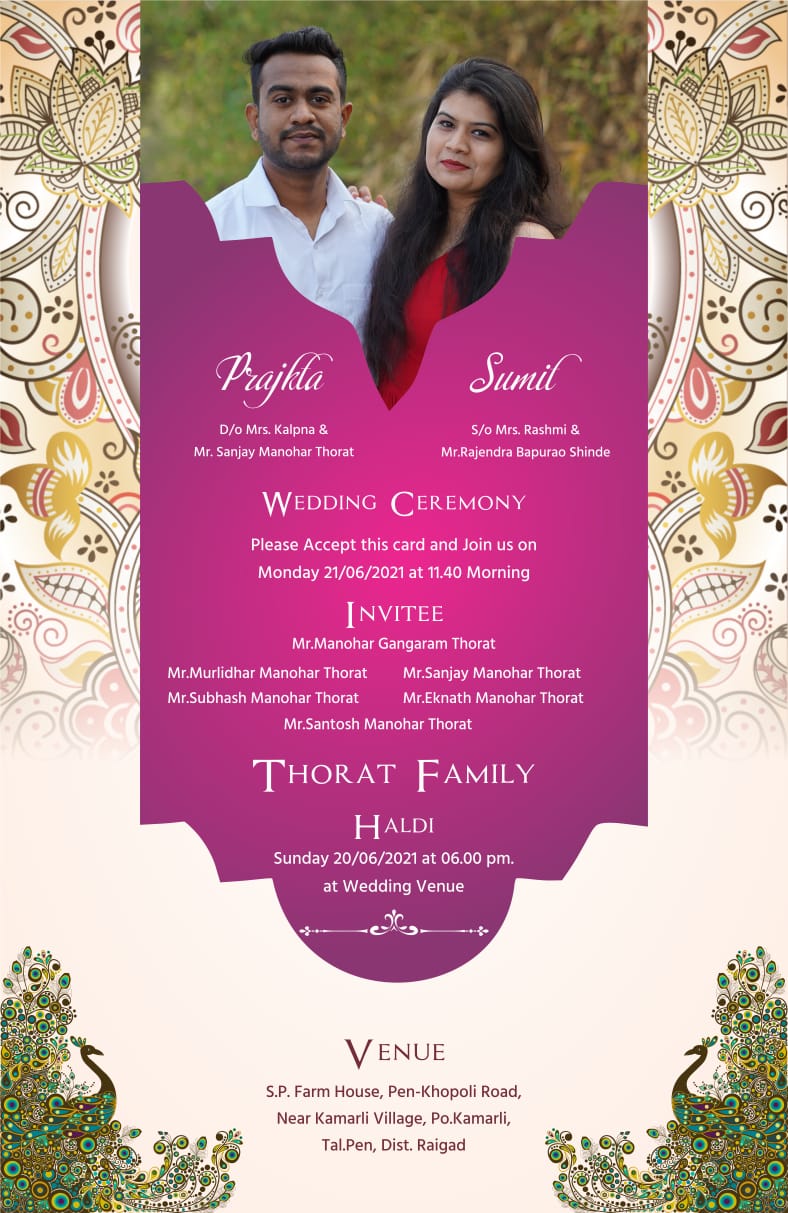 Prajkta
Sumit
D/o Mrs. Kalpna &
Mr. Sanjay Manohar Thorat
S/o Mrs. Rashmi &
Mr.Rajendra Bapurao Shinde
Wedding Ceremony
Please Accept this card and Join us on
Monday 21/06/2021 at 11.40 Morning
Invitee
Mr.Manohar Gangaram Thorat
Mr.Murlidhar Manohar Thorat Mr.Sanjay Manohar Thorat
Mr.Subhash Manohar Thorat Mr.Eknath Manohar Thorat
Mr.Santosh Manohar Thorat
Thorat Family
Haldi
Sunday 20/06/2021 at 06.00 pm.
at Wedding Venue
Venue
S.P. Farm House, Pen-Khopoli Road,
Near Kamarli Village, Po.Kamarli,
Tal.Pen, Dist. Raigad